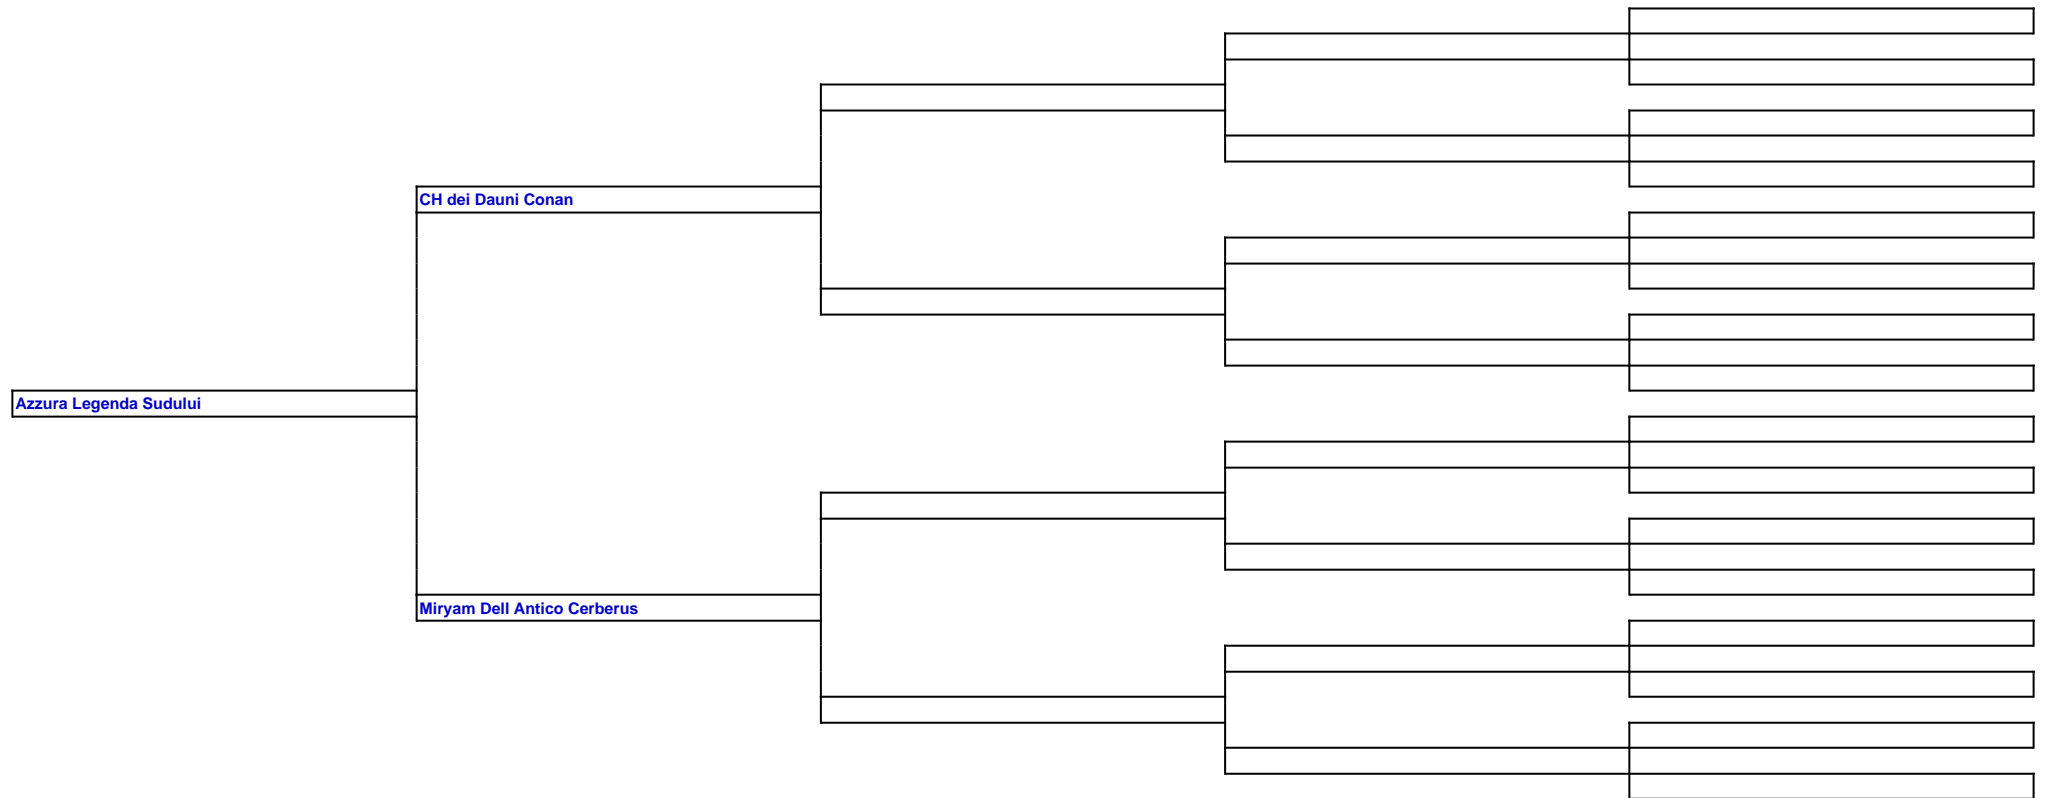 CH dei Dauni Conan
Azzura Legenda Sudului
Miryam Dell Antico Cerberus